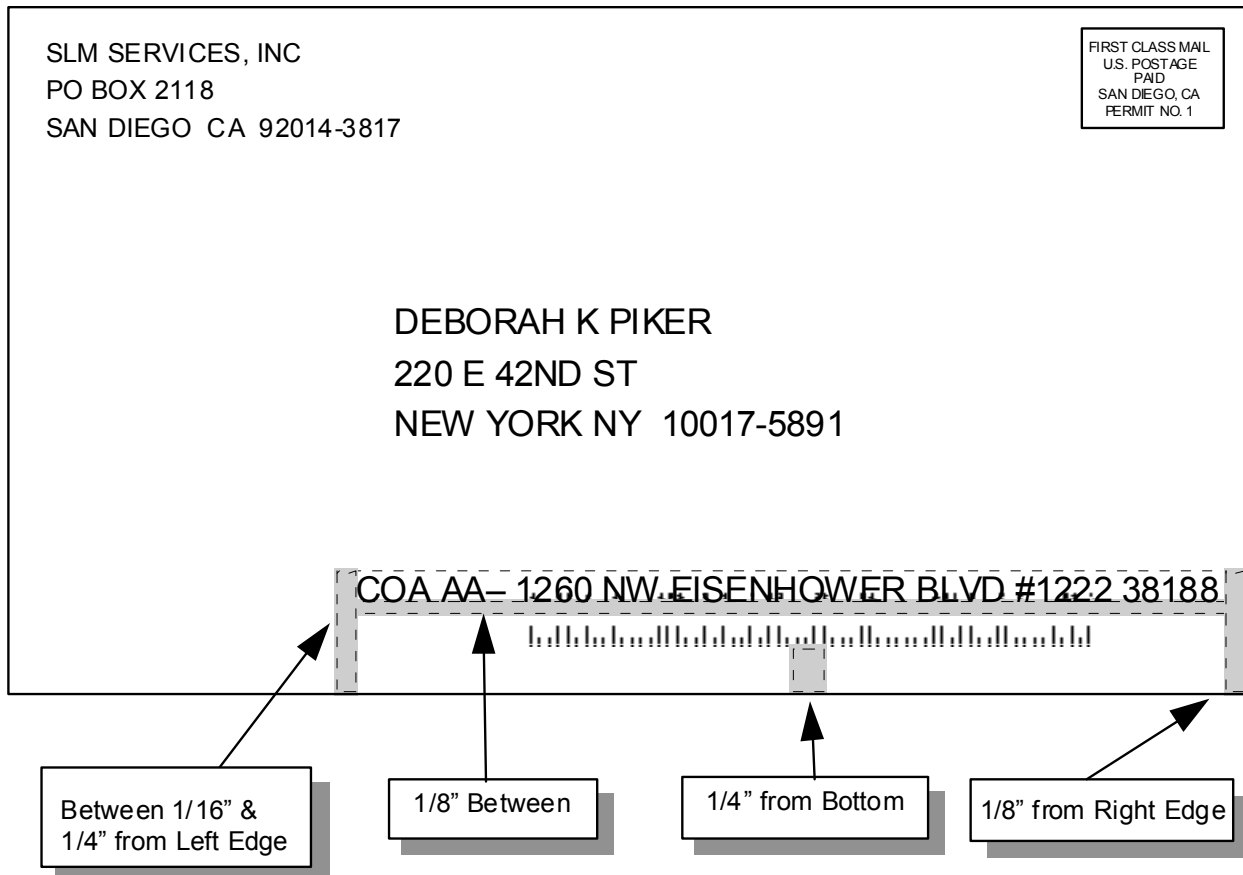 SLM SERVICES, INC
PO BOX 2118
SAN DIEGO CA 92014-3817
FIRST CLASS MAIL
U.S. POSTAGE
PAID
SAN DIEGO, CA
PERMIT NO. 1
DEBORAH K PIKER
220 E 42ND ST
NEW YORK NY 10017-5891
COA AA– 1260 NW EISENHOWER BLVD #1222 38188
Between 1/16” &
1/4” from Left Edge
1/8” Between
1/4” from Bottom
1/8” from Right Edge